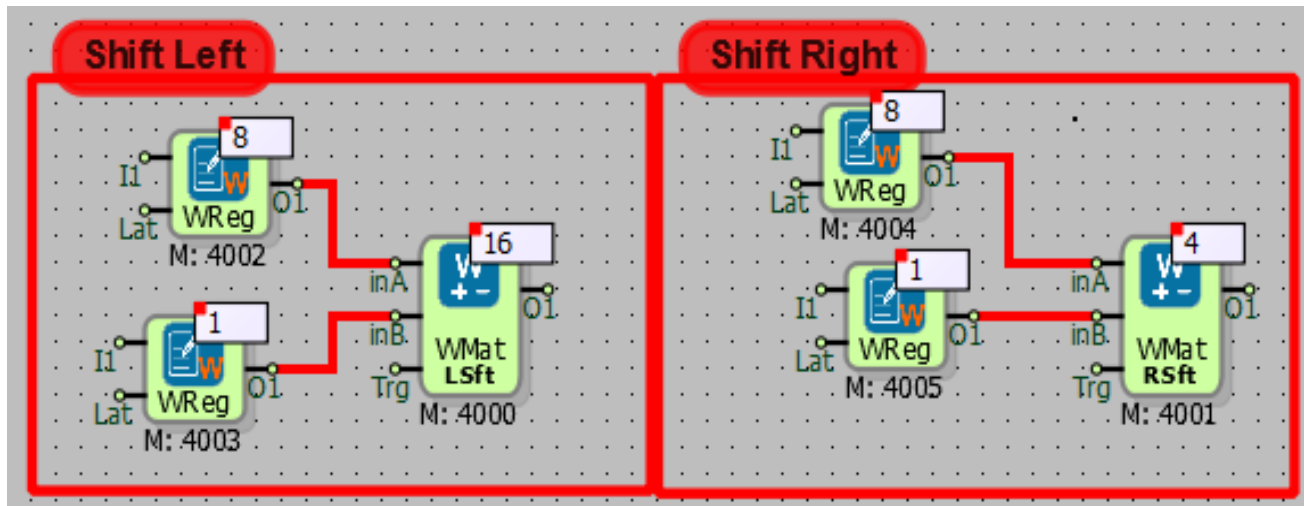 Shift Left
8
I1
O1
Lat
WReg
M: 4002
1
I1
O1
Lat
WReg
M: 4003
16
W
inA
O1
inB
WMat
Trg
LSft
M: 4000
Shift Right
8
I1
O1
Lat
WReg
M: 4004
1
I1
O1
Lat
WReg
M: 4005
4
W
inA
O1
inB
WMat
Trg
RSft
M: 4001